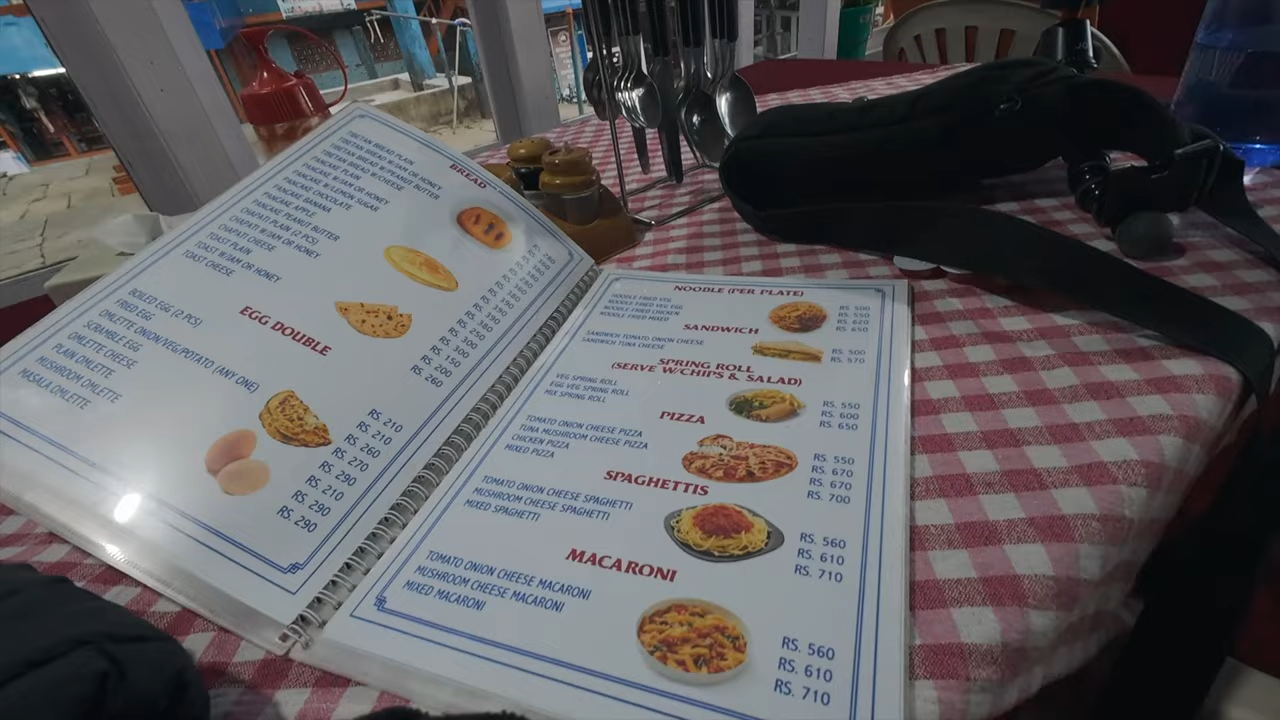 BREAD
TIBETAN BREAD PLAIN
TIBETAN BREAD W/JAM OR HONEY
TIBETAN BREAD W/PEANUT BUTTER
TIBETAN BREAD W/CHEESE
PANCAKE PLAIN
PANCAKE W/JAM OR HONEY
PANCAKE W/LEMON SUGAR
PANCAKE CHOCOLATE
PANCAKE BANANA
PANCAKE APPLE
PANCAKE PEANUT BUTTER
CHAPATI PLAIN (2 PCS) RS. 250
CHAPATI W/JAM OR HONEY RS. 300
CHAPATI CHEESE RS. 300
TOAST PLAIN RS. 150
TOAST W/JAM OR HONEY RS. 200
TOAST CHEESE RS. 260
EGG DOUBLE
BOILED EGG (2 PCS) RS. 210
FRIED EGG RS. 210
OMLETTE ONION/VEG/POTATO (ANY ONE) RS. 260
SCRAMBLE EGG RS. 270
OMLETTE CHEESE RS. 290
PLAIN OMLETTE RS. 210
MUSHROOM OMLETTE RS. 290
MASALA OMLETTE RS. 290
NOODLE (PER PLATE)
NOODLE FRIED VEG RS. 500
NOODLE FRIED VEG EGG RS. 550
NOODLE FRIED CHICKEN RS. 620
NOODLE FRIED MIXED RS. 650
SANDWICH
SANDWICH TOMATO ONION CHEESE RS. 500
SANDWICH TUNA CHEESE RS. 570
SPRING ROLL
(SERVE W/CHIPS & SALAD)
VEG SPRING ROLL RS. 550
EGG VEG SPRING ROLL RS. 600
MIX SPRING ROLL RS. 650
PIZZA
TOMATO ONION CHEESE PIZZA RS. 550
TUNA MUSHROOM CHEESE PIZZA RS. 670
CHICKEN PIZZA RS. 670
MIXED PIZZA RS. 700
SPAGHETTIS
TOMATO ONION CHEESE SPAGHETTI RS. 560
MUSHROOM CHEESE SPAGHETTI RS. 610
MIXED SPAGHETTI RS. 710
MACARONI
TOMATO ONION CHEESE MACARONI RS. 560
MUSHROOM CHEESE MACARONI RS. 610
MIXED MACARONI RS. 710